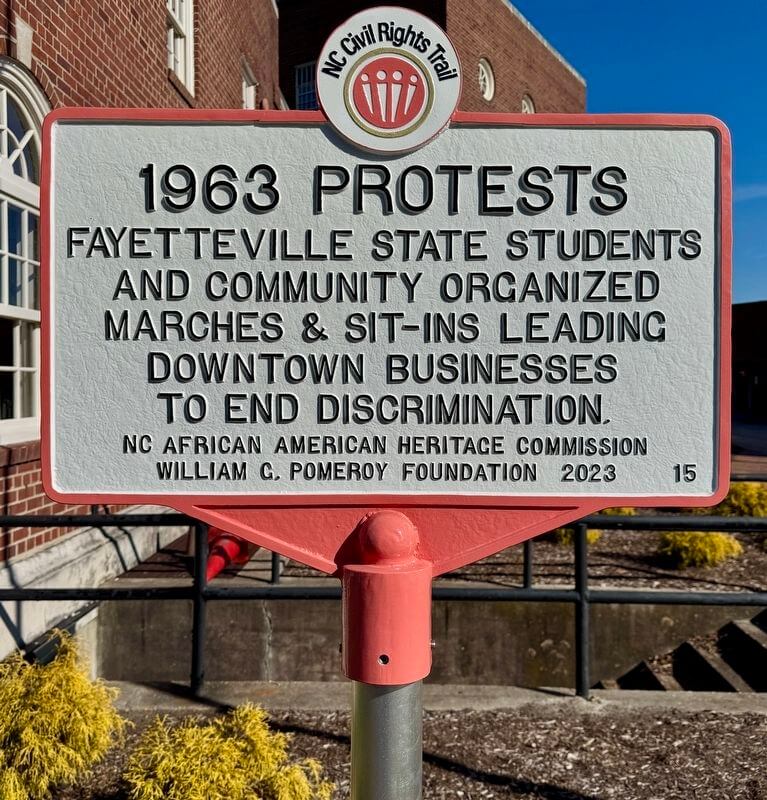 NC Civil Rights Trail
1963 PROTESTS
FAYETTEVILLE STATE STUDENTS
AND COMMUNITY ORGANIZED
MARCHES & SIT-INS LEADING
DOWNTOWN BUSINESSES
TO END DISCRIMINATION.
NC AFRICAN AMERICAN HERITAGE COMMISSION
WILLIAM G. POMEROY FOUNDATION 2023 15